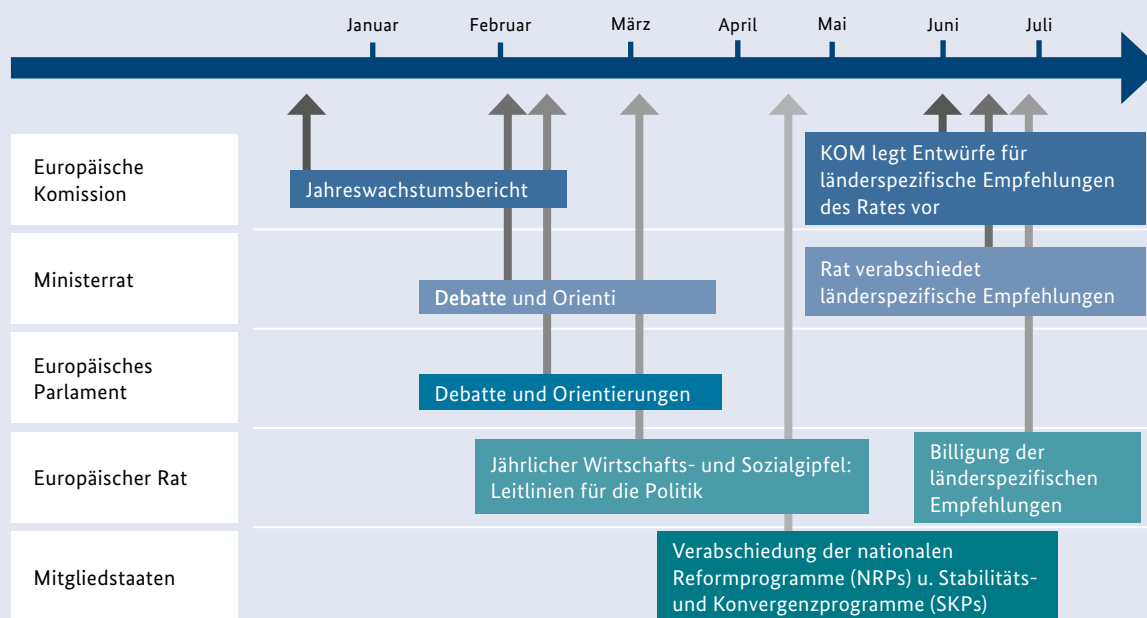 Januar
Februar
März
April
Mai
Juni
Juli
Europäische
Komission
Jahreswachstumsbericht
KOM legt Entwürfe für
länderspezifische Empfehlungen
des Rates vor
Ministerrat
Debatte und Orienti
Rat verabschiedet
länderspezifische Empfehlungen
Europäisches
Parlament
Debatte und Orientierungen
Europäischer Rat
Jährlicher Wirtschafts- und Sozialgipfel:
Leitlinien für die Politik
Billigung der
länderspezifischen
Empfehlungen
Mitgliedstaaten
Verabschiedung der nationalen
Reformprogramme (NRPs) u. Stabilitäts-
und Konvergenzprogramme (SKPs)